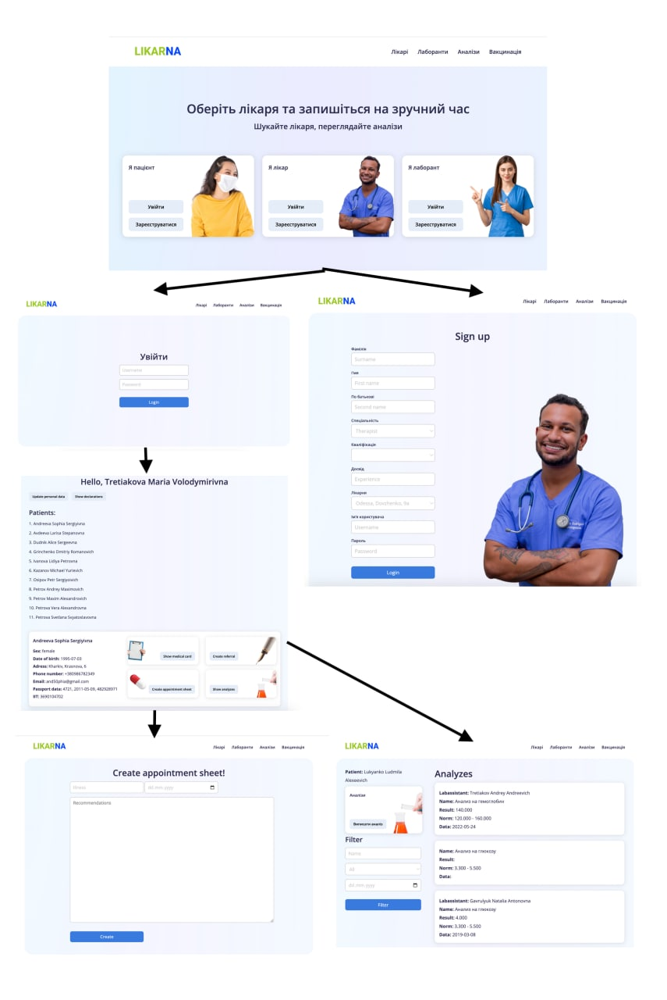 LIKARNA
Лікарі Лаборанти Аналізи Вакцинація
Оберіть лікаря та запишіться на зручний час
Шукайте лікаря, переглядайте аналізи
Я пацієнт
Увійти
Зареєструватися
Я лікар
Увійти
Зареєструватися
Я лаборант
Увійти
Зареєструватися
LIKARNA
Лікарі Лаборанти Аналізи Вакцинація
Увійти
Username
Password
Login
LIKARNA
Лікарі Лаборанти Аналізи Вакцинація
Sign up
Фамілія
Surname
Імя
First name
По батькові
Second name
Спеціальність
Therapist
Кваліфікація
Досвід
Experience
Лікарня
Odessa, Dovzhenko, 9a
Ім'я користувача
Username
Пароль
Password
Login
Hello, Tretiakova Maria Volodymirivna
Update personal data Show declarations
Patients:
1. Andreeva Sophia Sergiyivna
2. Avdeeva Larisa Stepanovna
3. Dudnik Alice Sergeevna
4. Grinchenko Dmitriy Romanovich
5. Ivanova Lidiya Petrovna
6. Kazanov Michael Yurievich
7. Osipov Petr Sergiyovich
8. Petrov Andrey Maximovich
9. Petrov Maxim Alexandrovich
10. Petrova Vera Alexandrovna
11. Petrova Svetlana Svyatoslavovna
Andreeva Sophia Sergiyivna
Sex: female
Date of birth: 1995-07-03
Adress: Kharkiv, Krasnova, 6
Phone number: +380986782349
Email: andS0phia@gmail.com
Passport data: 4721, 2011-05-09, 482928971
IIT: 3690104702
Show medical card
Create referral
Create appointment sheet
Show analyzes
LIKARNA
Лікарі Лаборанти Аналізи Вакцинація
Create appointment sheet!
Illness
dd.mm.yyyy
Recommendations
Create
LIKARNA
Лікарі Лаборанти Аналізи Вакцинація
Patient: Lukyanko Ludmila
Alexeevich
Аналізи
Виписати аналіз
Filter
Name
All
dd.mm.yyyy
Filter
Analyzes
Labassistant: Tretiakov Andrey Andreevich
Name: Анализ на гемоглобин
Result: 140.000
Norm: 120.000 - 160.000
Data: 2022-05-24
Name: Анализ на глюкозу
Result:
Norm: 3.300 - 5.500
Data:
Labassistant: Gavrulyuk Natalia Antonovna
Name: Анализ на глюкозу
Result: 4.000
Norm: 3.300 - 5.500
Data: 2019-03-08